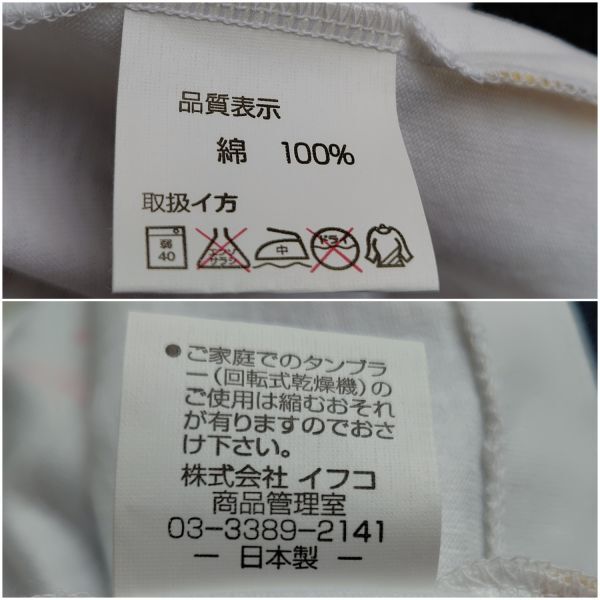 品質表示
綿 100%
取扱イ方
弱 40 エンソ サラシ 中 ドライ
●ご家庭でのタンブラ
ー(回転式乾燥機)の
ご使用は縮むおそれ
が有りますのでおさ
け下さい。
株式会社 イフコ
商品管理室
03-3389-2141
― 日本製 ―